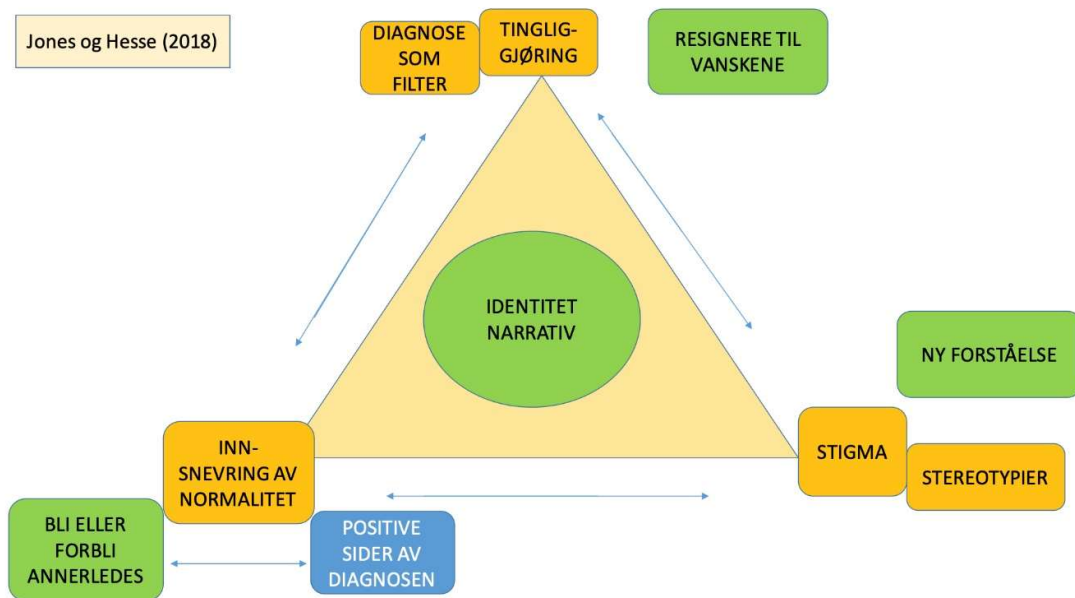 Jones og Hesse (2018)
DIAGNOSE
SOM
FILTER
TINGLIG-
GJØRING
RESIGNERE TIL
VANSKENE
IDENTITET
NARRATIV
NY FORSTÅELSE
INN-
SNEVRING AV
NORMALITET
STIGMA
STEREOTYPIER
BLI ELLER
FORBLI
ANNERLEDES
POSITIVE
SIDER AV
DIAGNOSEN